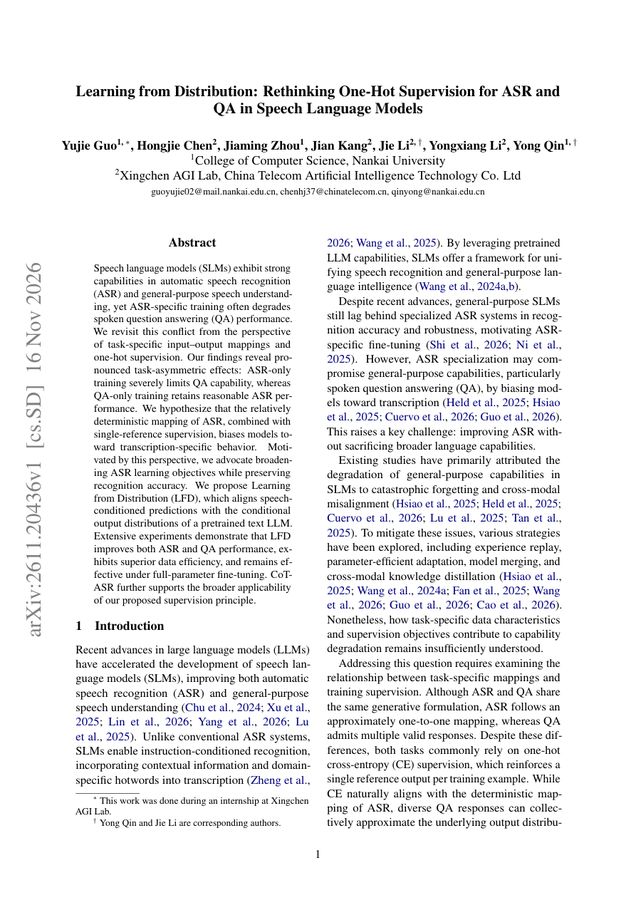 Learning from Distribution: Rethinking One-Hot Supervision for ASR and
QA in Speech Language Models
Yujie Guo1,*, Hongjie Chen2, Jiaming Zhou1, Jian Kang2, Jie Li2,†, Yongxiang Li2, Yong Qin1,†
1College of Computer Science, Nankai University
2Xingchen AGI Lab, China Telecom Artificial Intelligence Technology Co. Ltd
guoyujie02@mail.nankai.edu.cn, chenhj37@chinatelecom.cn, qinyong@nankai.edu.cn
arXiv:2611.20436v1 [cs.SD] 16 Nov 2026
Abstract
Speech language models (SLMs) exhibit strong
capabilities in automatic speech recognition
(ASR) and general-purpose speech understand-
ing, yet ASR-specific training often degrades
spoken question answering (QA) performance.
We revisit this conflict from the perspective
of task-specific input–output mappings and
one-hot supervision. Our findings reveal pro-
nounced task-asymmetric effects: ASR-only
training severely limits QA capability, whereas
QA-only training retains reasonable ASR per-
formance. We hypothesize that the relatively
deterministic mapping of ASR, combined with
single-reference supervision, biases models to-
ward transcription-specific behavior. Moti-
vated by this perspective, we advocate broaden-
ing ASR learning objectives while preserving
recognition accuracy. We propose Learning
from Distribution (LFD), which aligns speech-
conditioned predictions with the conditional
output distributions of a pretrained text LLM.
Extensive experiments demonstrate that LFD
improves both ASR and QA performance, ex-
hibits superior data efficiency, and remains ef-
fective under full-parameter fine-tuning. CoT-
ASR further supports the broader applicability
of our proposed supervision principle.
1 Introduction
Recent advances in large language models (LLMs)
have accelerated the development of speech lan-
guage models (SLMs), improving both automatic
speech recognition (ASR) and general-purpose
speech understanding (Chu et al., 2024; Xu et al.,
2025; Lin et al., 2026; Yang et al., 2026; Lu
et al., 2025). Unlike conventional ASR systems,
SLMs enable instruction-conditioned recognition,
incorporating contextual information and domain-
specific hotwords into transcription (Zheng et al.,
* This work was done during an internship at Xingchen
AGI Lab.
† Yong Qin and Jie Li are corresponding authors.
2026; Wang et al., 2025). By leveraging pretrained
LLM capabilities, SLMs offer a framework for uni-
fying speech recognition and general-purpose lan-
guage intelligence (Wang et al., 2024a,b).
Despite recent advances, general-purpose SLMs
still lag behind specialized ASR systems in recog-
nition accuracy and robustness, motivating ASR-
specific fine-tuning (Shi et al., 2026; Ni et al.,
2025). However, ASR specialization may com-
promise general-purpose capabilities, particularly
spoken question answering (QA), by biasing mod-
els toward transcription (Held et al., 2025; Hsiao
et al., 2025; Cuervo et al., 2026; Guo et al., 2026).
This raises a key challenge: improving ASR with-
out sacrificing broader language capabilities.
Existing studies have primarily attributed the
degradation of general-purpose capabilities in
SLMs to catastrophic forgetting and cross-modal
misalignment (Hsiao et al., 2025; Held et al., 2025;
Cuervo et al., 2026; Lu et al., 2025; Tan et al.,
2025). To mitigate these issues, various strategies
have been explored, including experience replay,
parameter-efficient adaptation, model merging, and
cross-modal knowledge distillation (Hsiao et al.,
2025; Wang et al., 2024a; Fan et al., 2025; Wang
et al., 2026; Guo et al., 2026; Cao et al., 2026).
Nonetheless, how task-specific data characteristics
and supervision objectives contribute to capability
degradation remains insufficiently understood.
Addressing this question requires examining the
relationship between task-specific mappings and
training supervision. Although ASR and QA share
the same generative formulation, ASR follows an
approximately one-to-one mapping, whereas QA
admits multiple valid responses. Despite these dif-
ferences, both tasks commonly rely on one-hot
cross-entropy (CE) supervision, which reinforces a
single reference output per training example. While
CE naturally aligns with the deterministic map-
ping of ASR, diverse QA responses can collec-
tively approximate the underlying output distribu-
1